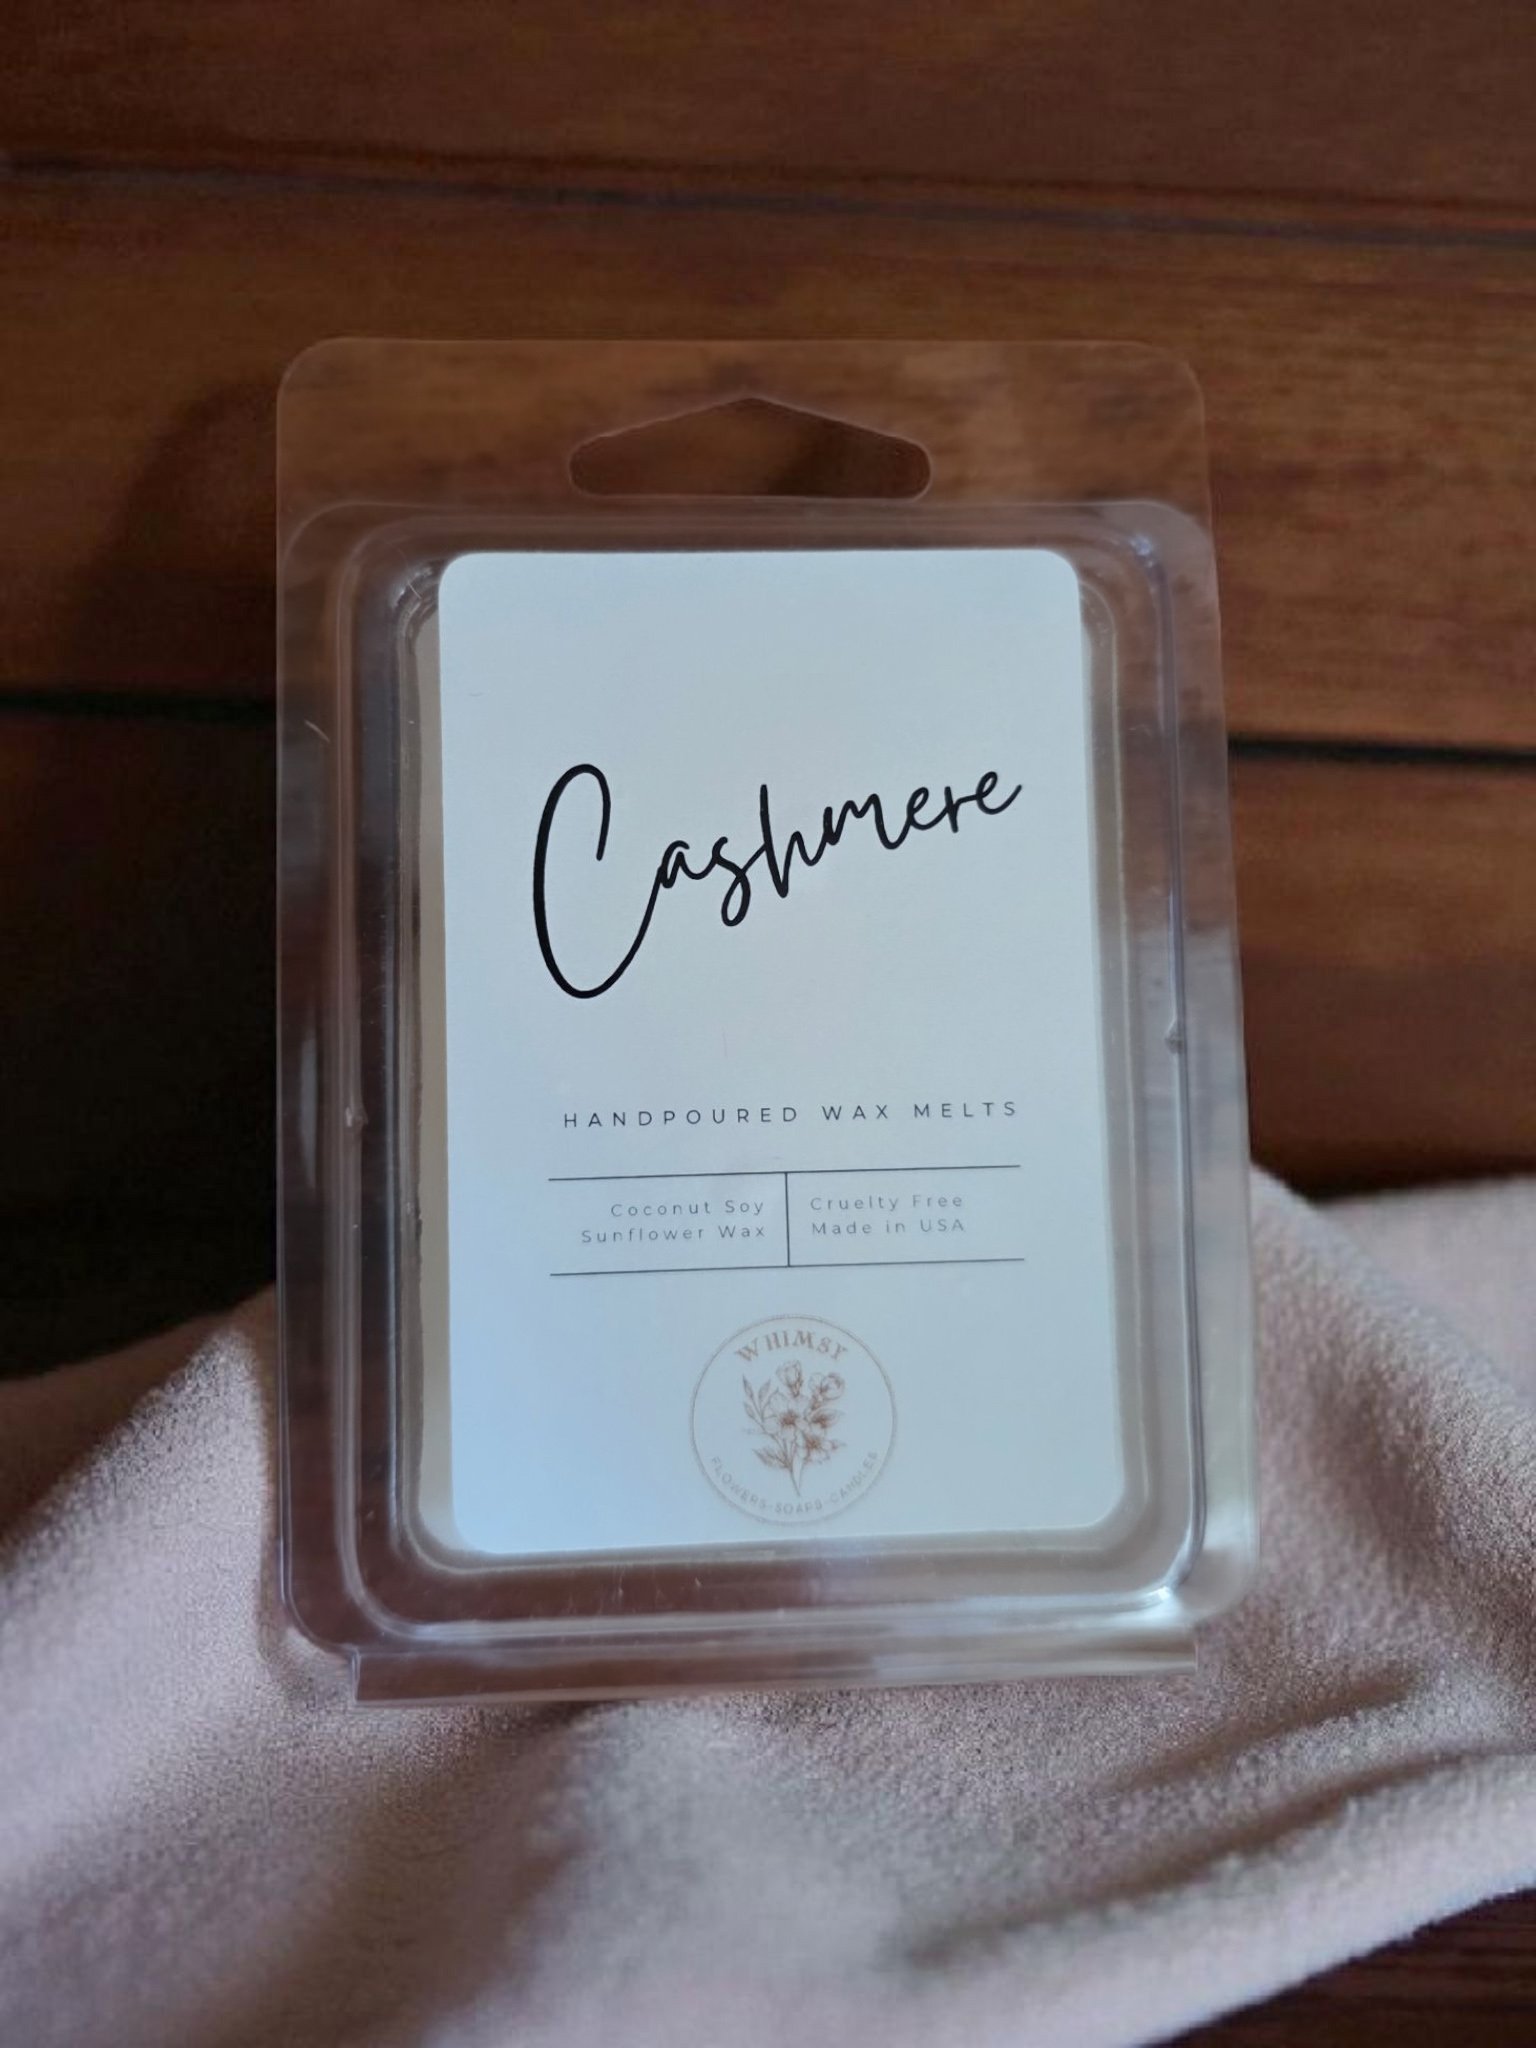 Cashmere
HANDPOURED WAX MELTS
Coconut Soy
Sunflower Wax
Cruelty Free
Made in USA
WHIMSY
FLOWERS-SOAPS-CANDLES